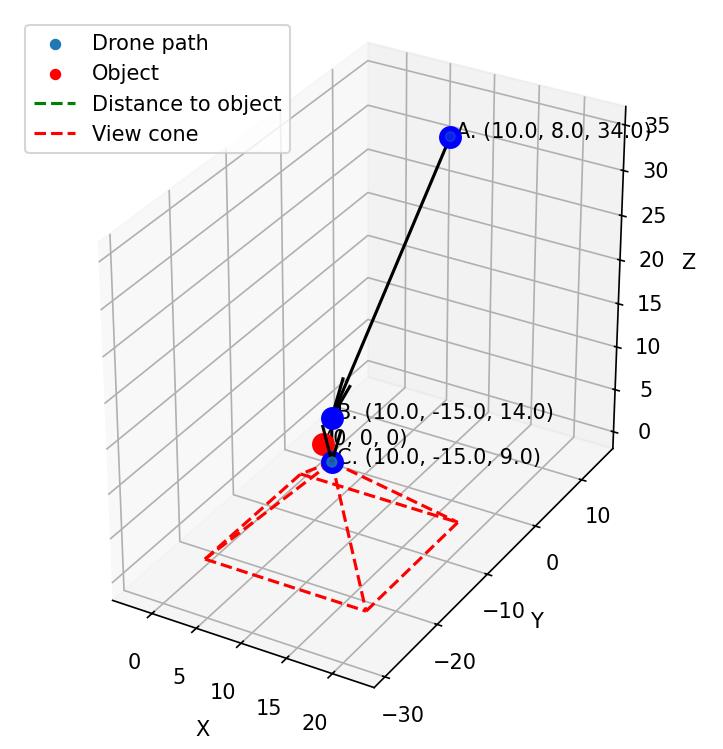 Drone path
Object
Distance to object
View cone
A. (10.0, 8.0, 34.0)
35
30
25
20
Z
15
10
5
0
B. (10.0, -15.0, 14.0)
0, 0, 0)
C. (10.0, -15.0, 9.0)
10
0
−10
Y
−20
−30
0
5
10
15
20
X